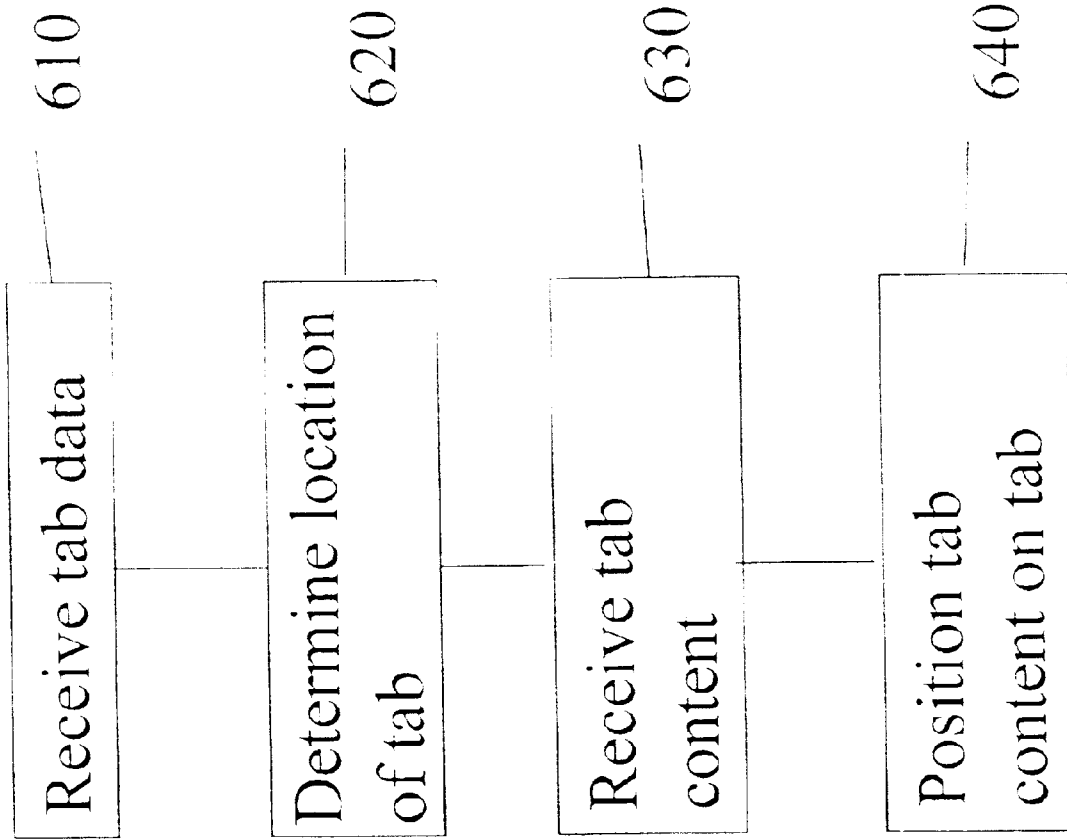 Receive tab data
610
Determine location
of tab
620
Receive tab
content
630
Position tab
content on tab
640